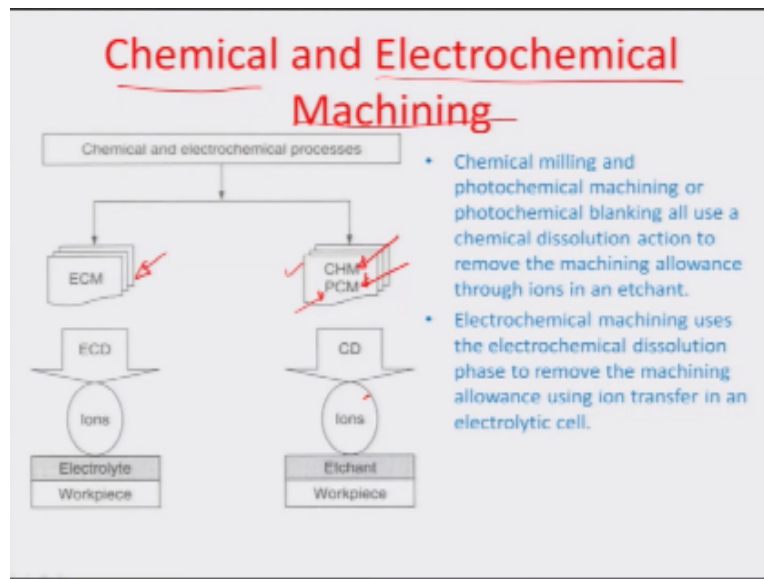 Chemical and Electrochemical
Machining
Chemical and electrochemical processes
ECM
CHM
PCM
ECD
CD
Ions
Ions
Electrolyte
Workpiece
Etchant
Workpiece
• Chemical milling and
photochemical machining or
photochemical blanking all use a
chemical dissolution action to
remove the machining allowance
through ions in an etchant.
• Electrochemical machining uses
the electrochemical dissolution
phase to remove the machining
allowance using ion transfer in an
electrolytic cell.